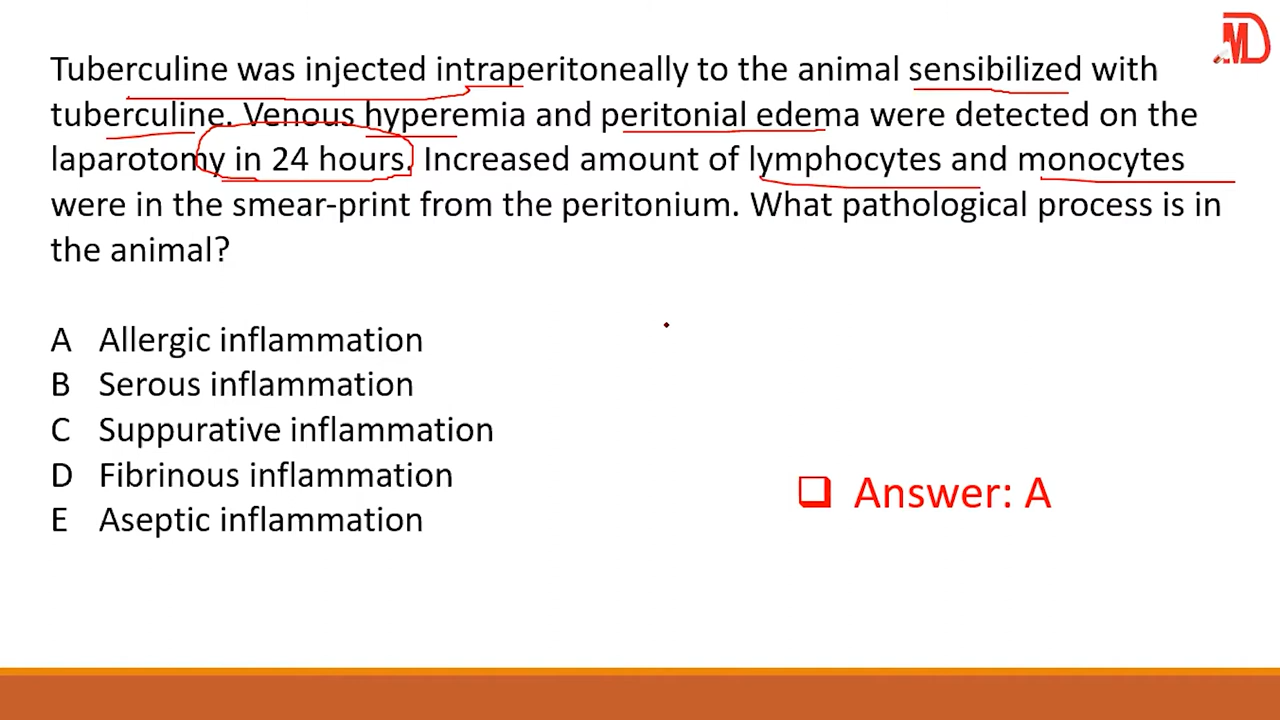 MD
Tuberculine was injected intraperitoneally to the animal sensibilized with
tuberculine. Venous hyperemia and peritonial edema were detected on the
laparotomy in 24 hours. Increased amount of lymphocytes and monocytes
were in the smear-print from the peritonium. What pathological process is in
the animal?
A Allergic inflammation
B Serous inflammation
C Suppurative inflammation
D Fibrinous inflammation
E Aseptic inflammation
❑ Answer: A